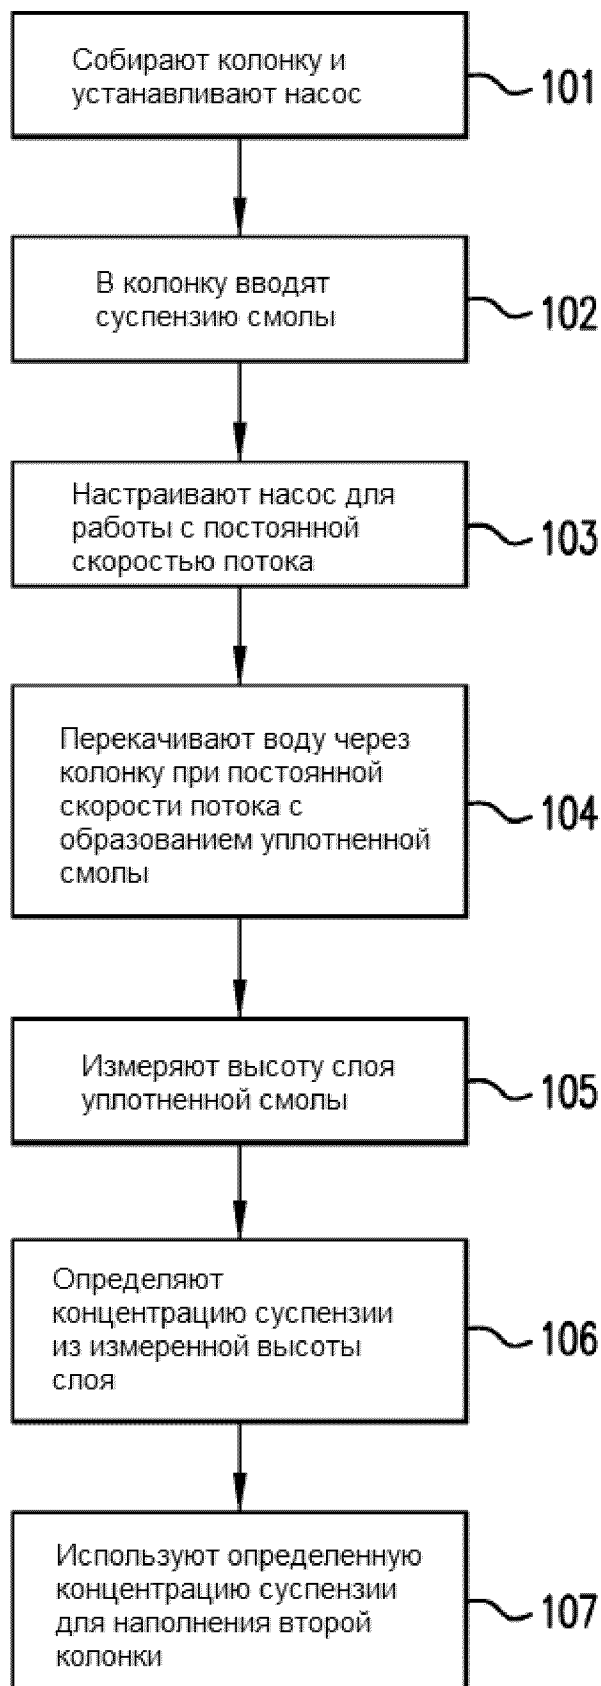 Собирают колонку и
устанавливают насос
101
В колонку вводят
суспензию смолы
102
Настраивают насос для
работы с постоянной
скоростью потока
103
Перекачивают воду через
колонку при постоянной
скорости потока с
образованием уплотненной
смолы
104
Измеряют высоту слоя
уплотненной смолы
105
Определяют
концентрацию суспензии
из измеренной высоты
слоя
106
Используют определенную
концентрацию суспензии
для наполнения второй
колонки
107